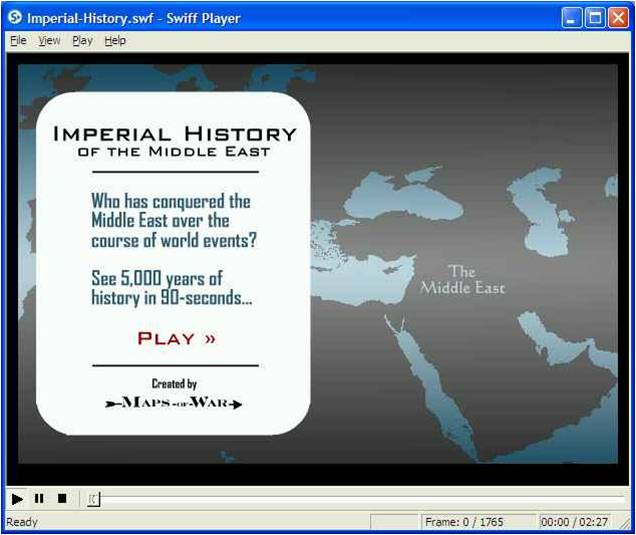 Imperial-History.swf - Swiff Player
File View Play Help
IMPERIAL HISTORY
OF THE MIDDLE EAST
Who has conquered the
Middle East over the
course of world events?
See 5,000 years of
history in 90-seconds...
PLAY »
Created by
MAPS-OF-WAR
The
Middle East
Ready
Frame: 0 / 1765
00:00 / 02:27